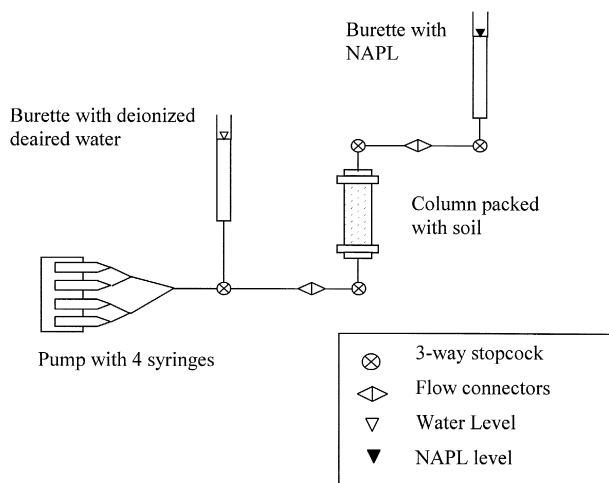 Burette with
NAPL
Burette with deionized
deaired water
Column packed
with soil
Pump with 4 syringes
3-way stopcock
Flow connectors
Water Level
NAPL level